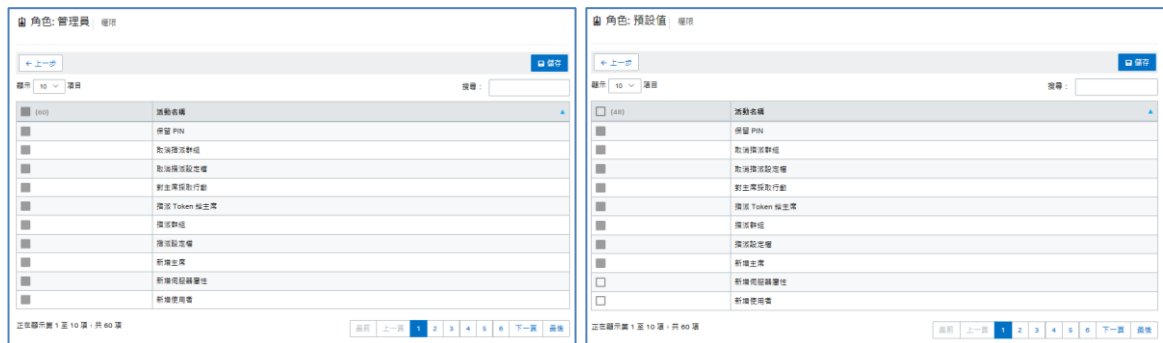 角色: 管理員 權限
← 上一步 儲存
顯示 10 項目 搜尋：
(60) 活動名稱
保留 PIN
取消指派群組
取消指派設定檔
對主席採取行動
指派 Token 給主席
指派群組
指派設定檔
新增主席
新增伺服器屬性
新增使用者
正在顯示第 1 至 10 項，共 60 項
最前 上一頁 1 2 3 4 5 6 下一頁 最後
角色: 預設值 權限
← 上一步 儲存
顯示 10 項目 搜尋：
(48) 活動名稱
保留 PIN
取消指派群組
取消指派設定檔
對主席採取行動
指派 Token 給主席
指派群組
指派設定檔
新增主席
新增伺服器屬性
新增使用者
正在顯示第 1 至 10 項，共 60 項
最前 上一頁 1 2 3 4 5 6 下一頁 最後